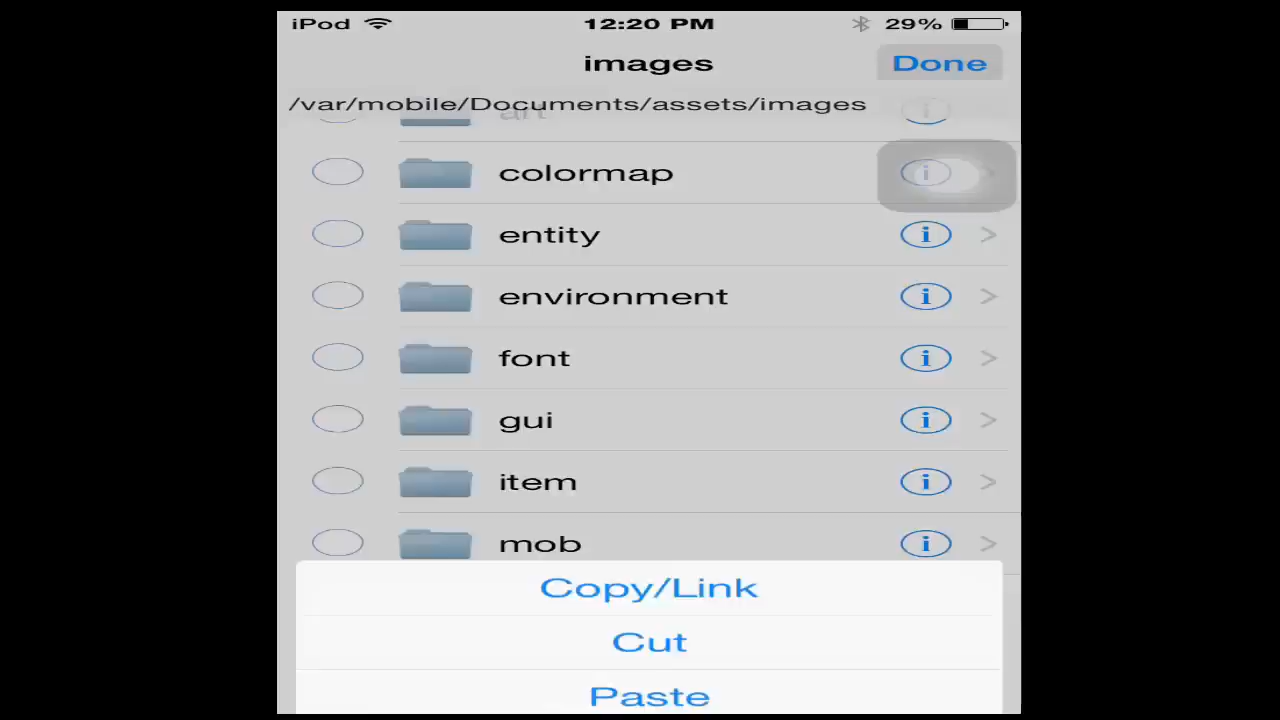 iPod 12:20 PM 29%
images Done
/var/mobile/Documents/assets/images
art
colormap
entity
environment
font
gui
item
mob
Copy/Link
Cut
Paste